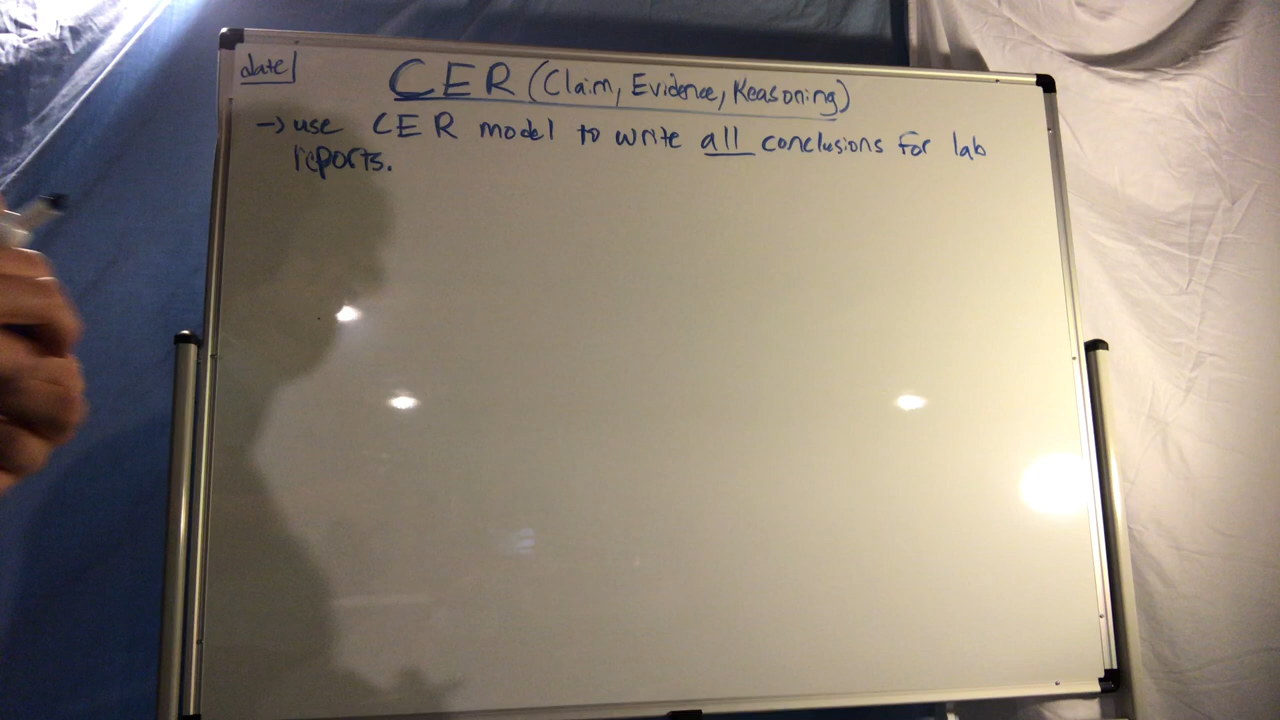 date
CER (Claim, Evidence, Reasoning)
→ use CER model to write all conclusions for lab
reports.